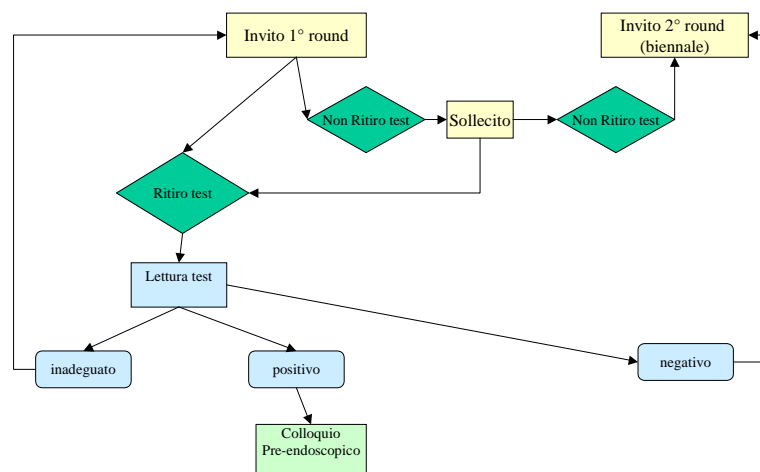 Invito 1° round
Invito 2° round
(biennale)
Non Ritiro test
Sollecito
Non Ritiro test
Ritiro test
Lettura test
inadeguato
positivo
negativo
Colloquio
Pre-endoscopico